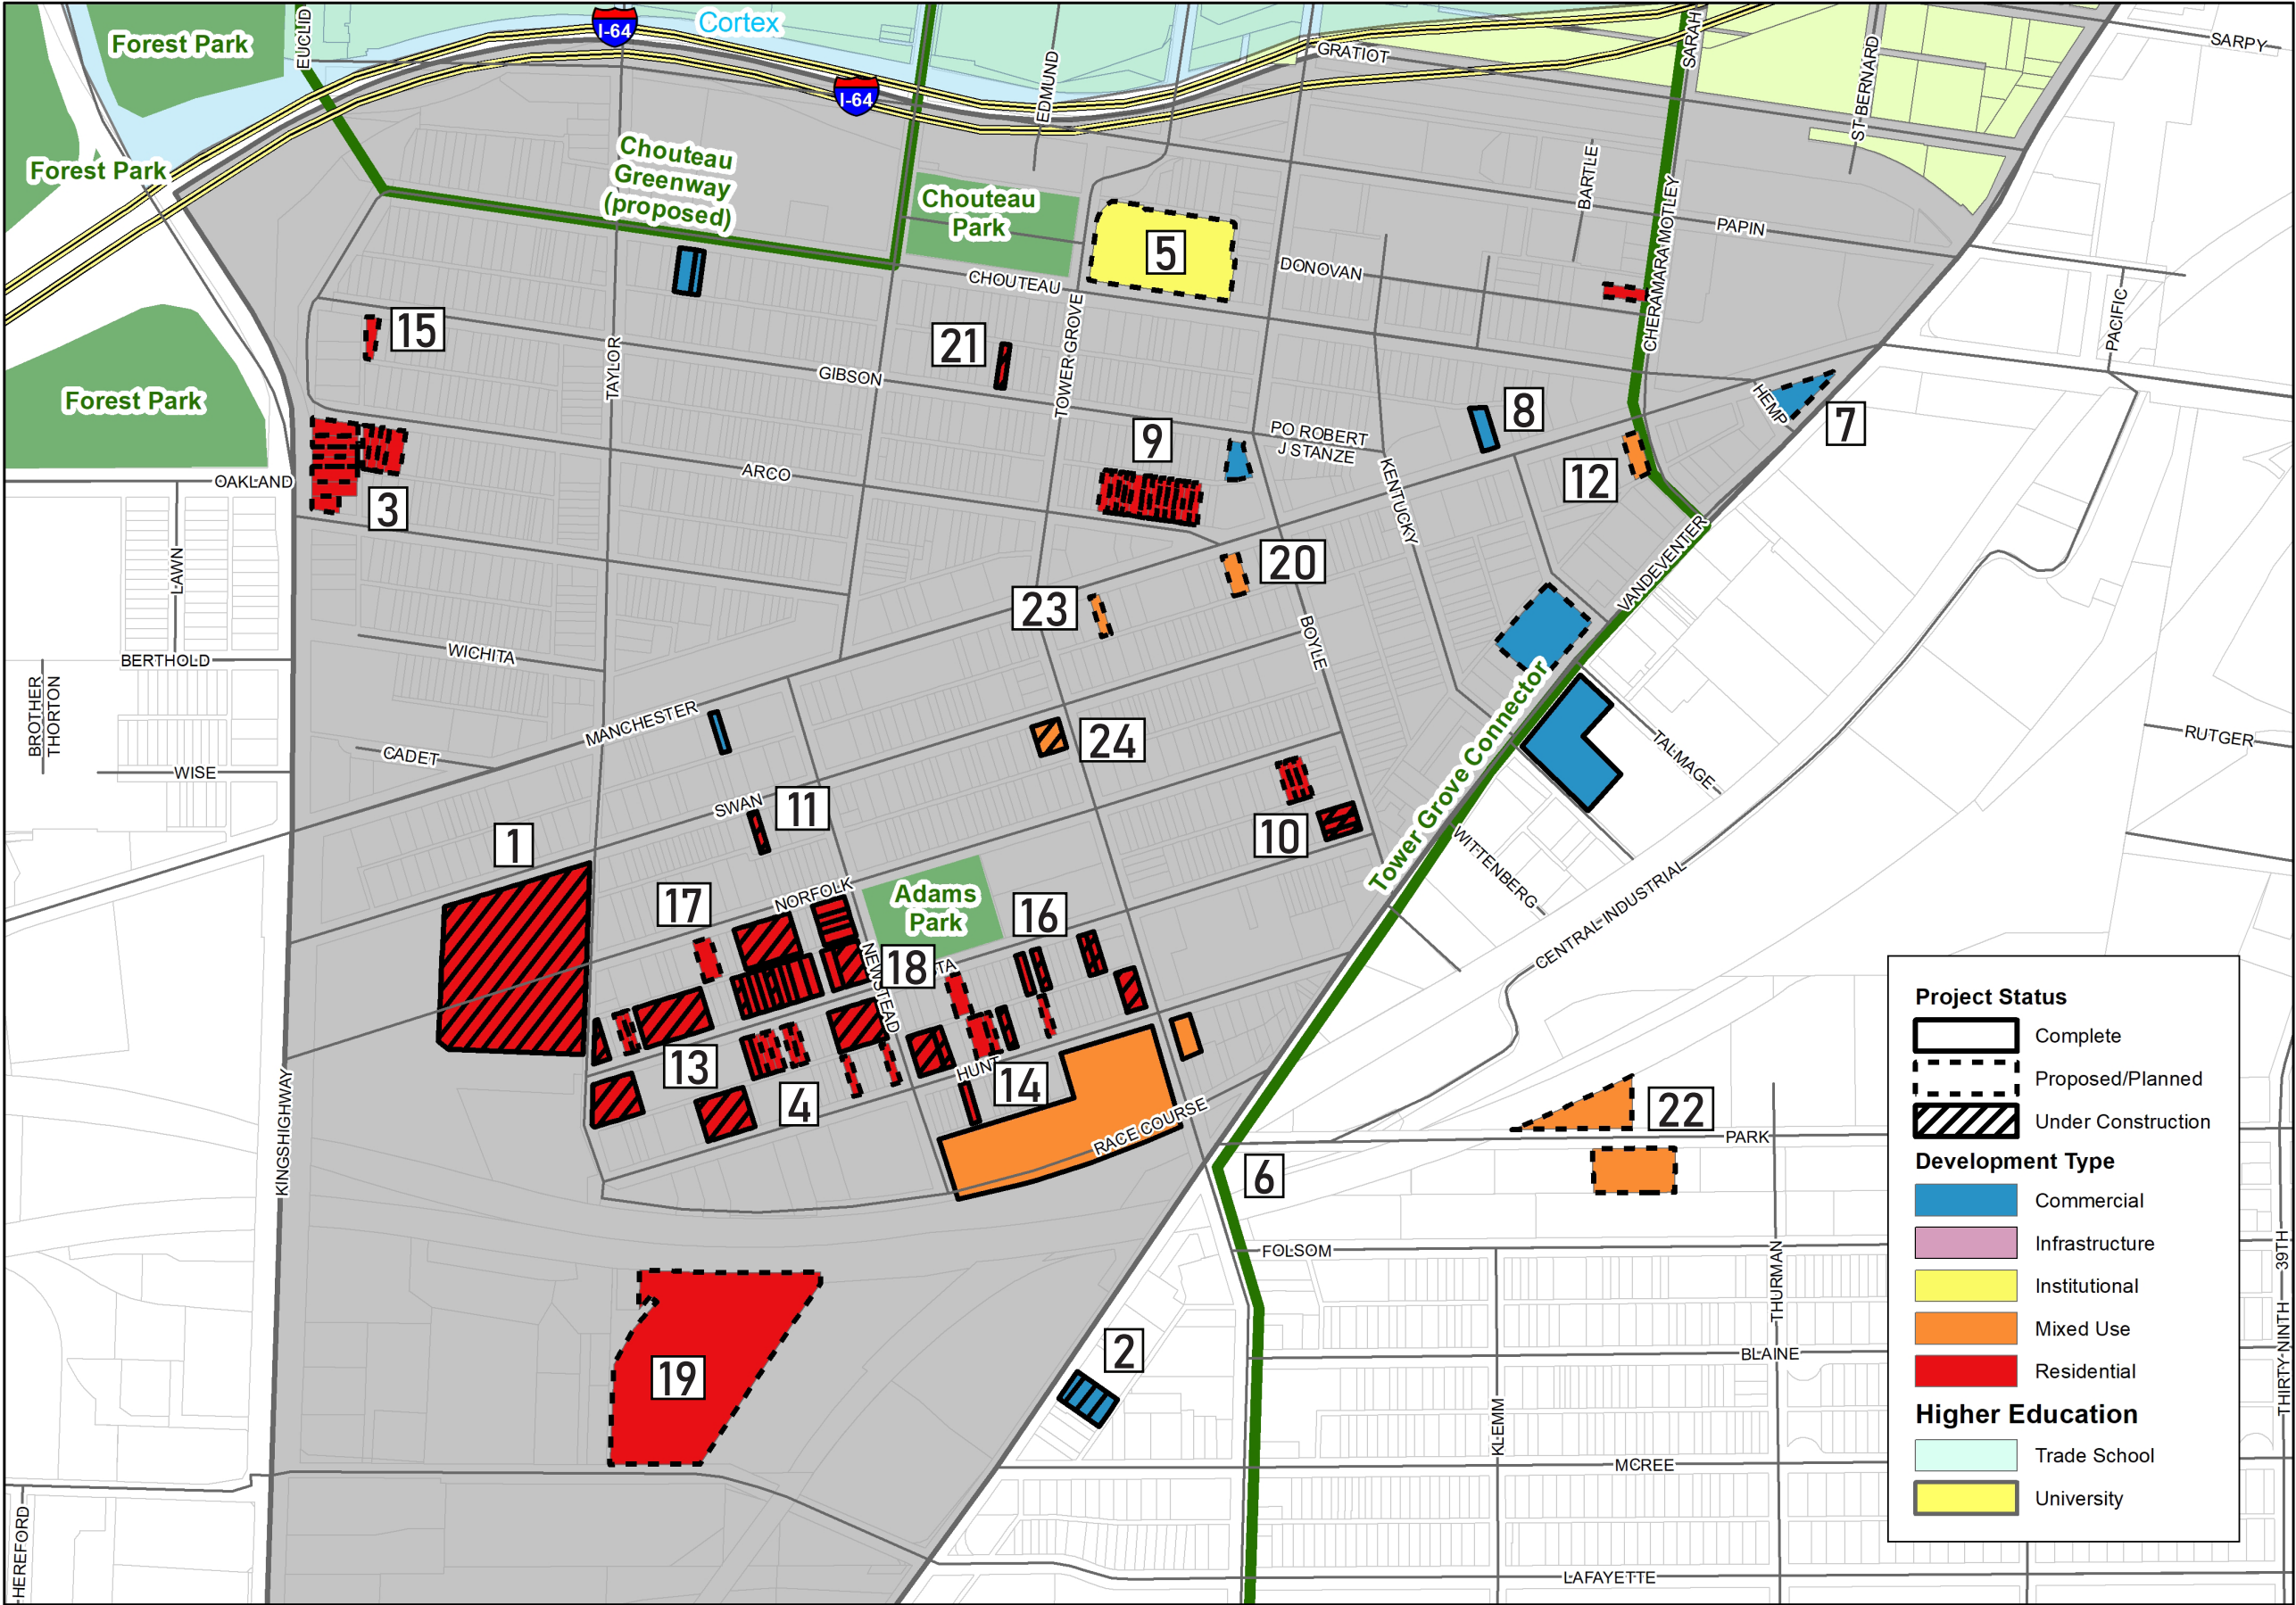 EUCLID
I-64
Cortex
SARAH
SARPY
Forest Park
GRATIOT
I-64
EDMUND
ST BERNARD
Forest Park
Chouteau
Greenway
(proposed)
Chouteau
Park
5
BARTLE
CHERAMARA MOTLEY
PAPIN
DONOVAN
CHOUTEAU
PACIFIC
15
21
TAYLOR
TOWER GROVE
GIBSON
Forest Park
HEMP
7
8
9
PO ROBERT
J STANZE
ARCO
OAKLAND
3
12
KENTUCKY
LAWN
20
23
VANDEVENTER
BOYLE
WICHITA
BERTHOLD
BROTHER
THORTON
MANCHESTER
24
CADET
WISE
Tower Grove Connector
TALMAGE
RUTGER
SWAN
11
10
1
WITTENBERG
17
NORFOLK
Adams
Park
16
CENTRAL INDUSTRIAL
NEWSTEAD
18
TA
13
4
HUNT
14
RACE COURSE
22
PARK
KINGSHIGHWAY
6
FOLSOM
THURMAN
39TH
THIRTY-NINTH
2
BLAINE
19
KLEMM
MCREE
HEREFORD
LAFAYETTE
Project Status
Complete
Proposed/Planned
Under Construction
Development Type
Commercial
Infrastructure
Institutional
Mixed Use
Residential
Higher Education
Trade School
University